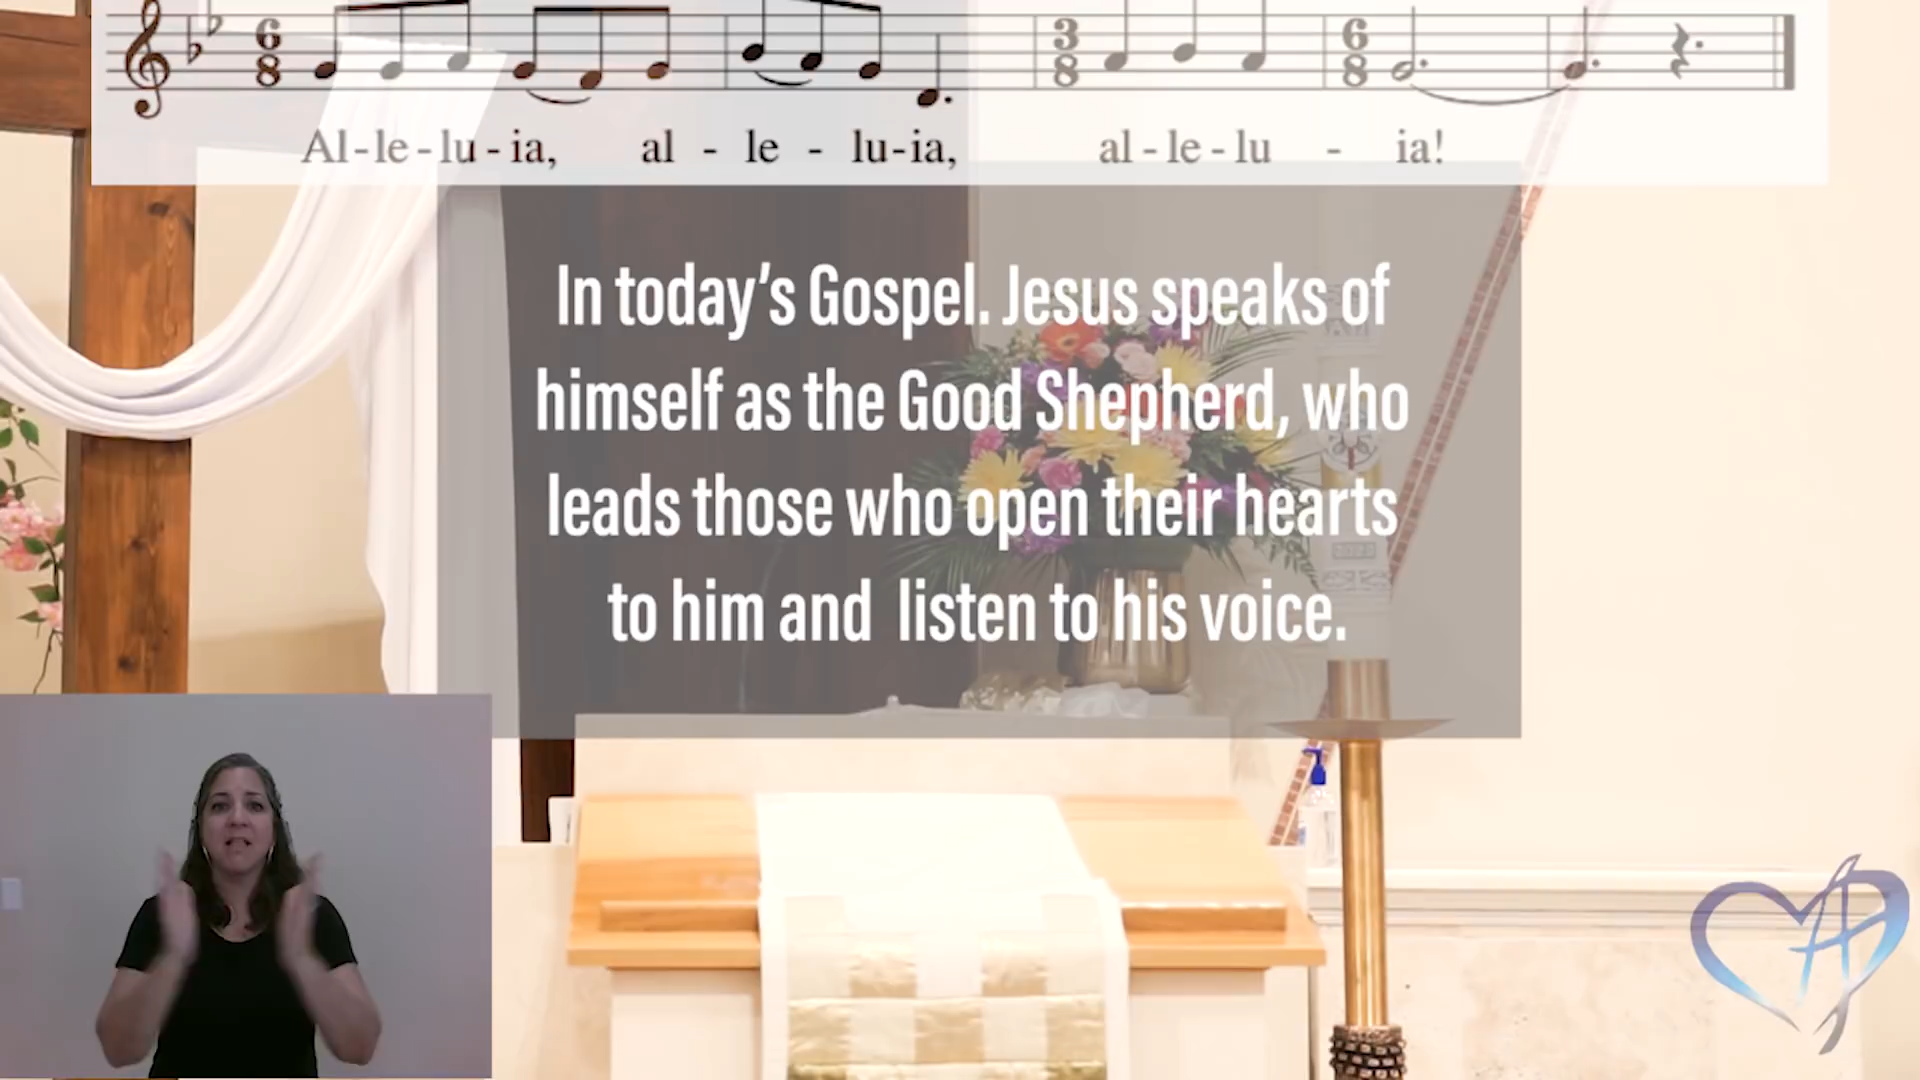 6 8 3 8 6 8
Al - le - lu - ia, al - le - lu - ia, al - le - lu - ia!
In today's Gospel. Jesus speaks of
himself as the Good Shepherd, who
leads those who open their hearts
to him and listen to his voice.